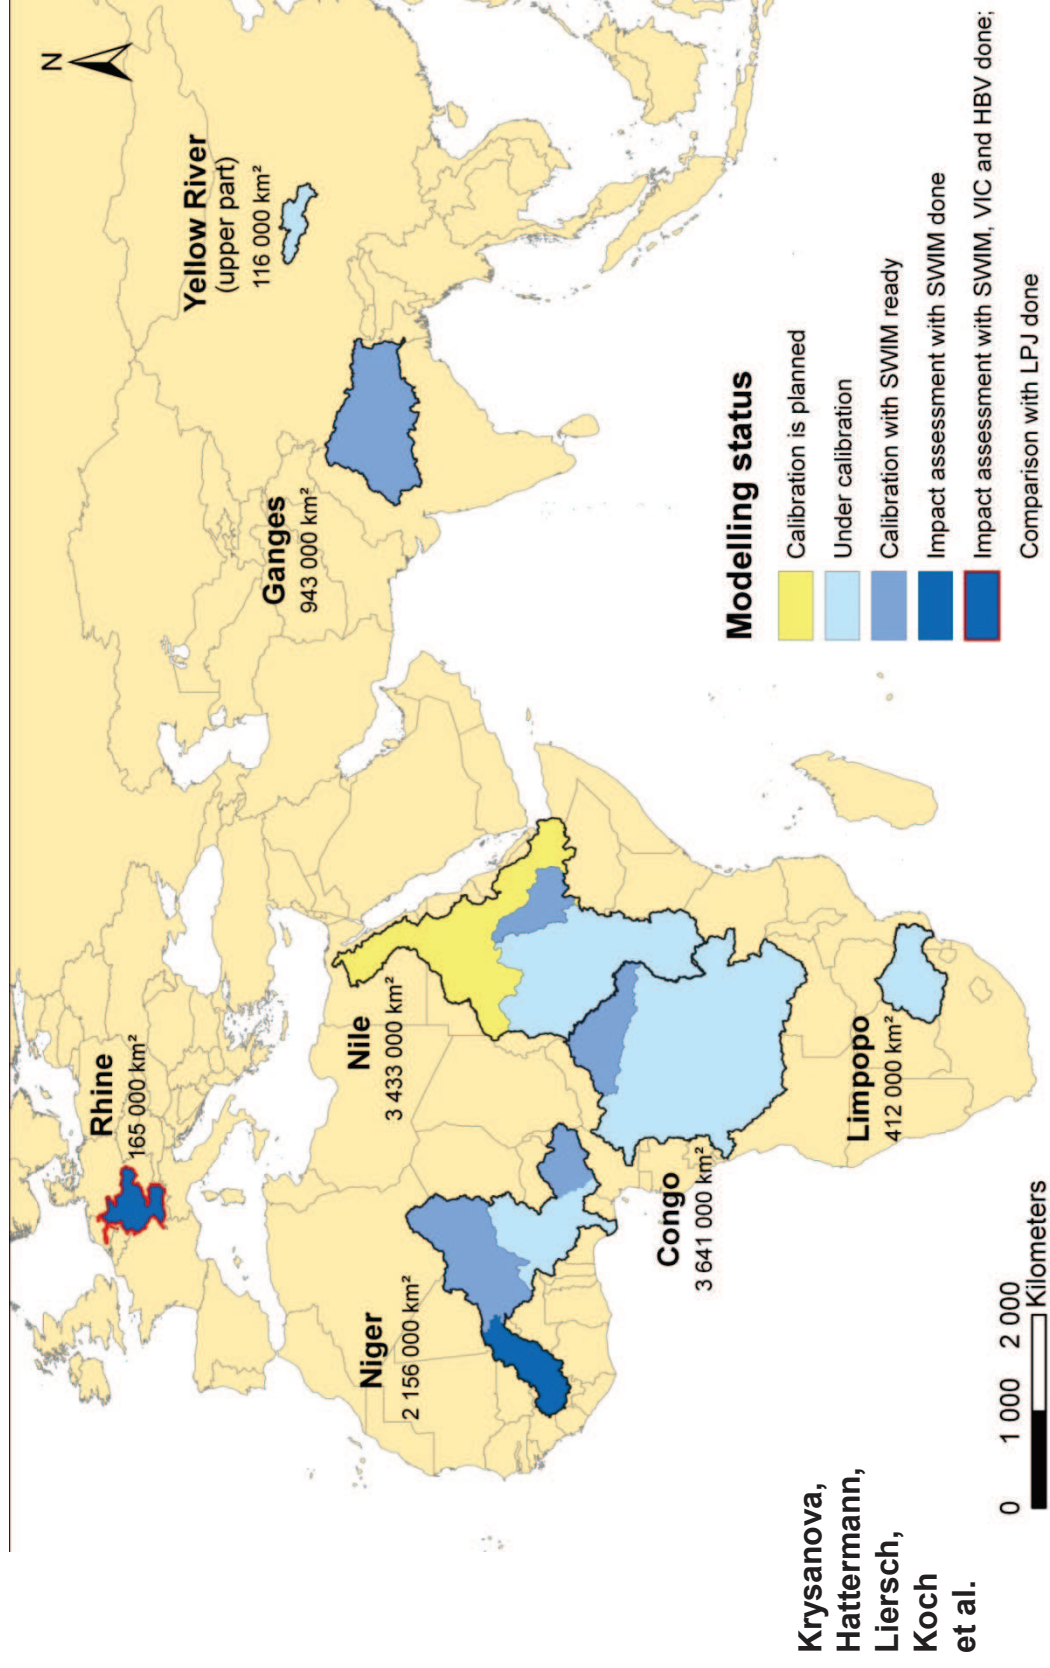 N
Rhine
165 000 km²
Yellow River
(upper part)
116 000 km²
Ganges
943 000 km²
Nile
3 433 000 km²
Niger
2 156 000 km²
Congo
3 641 000 km²
Limpopo
412 000 km²
Modelling status
Calibration is planned
Under calibration
Calibration with SWIM ready
Impact assessment with SWIM done
Impact assessment with SWIM, VIC and HBV done;
Comparison with LPJ done
0 1 000 2 000
Kilometers
Krysanova,
Hattermann,
Liersch,
Koch
et al.